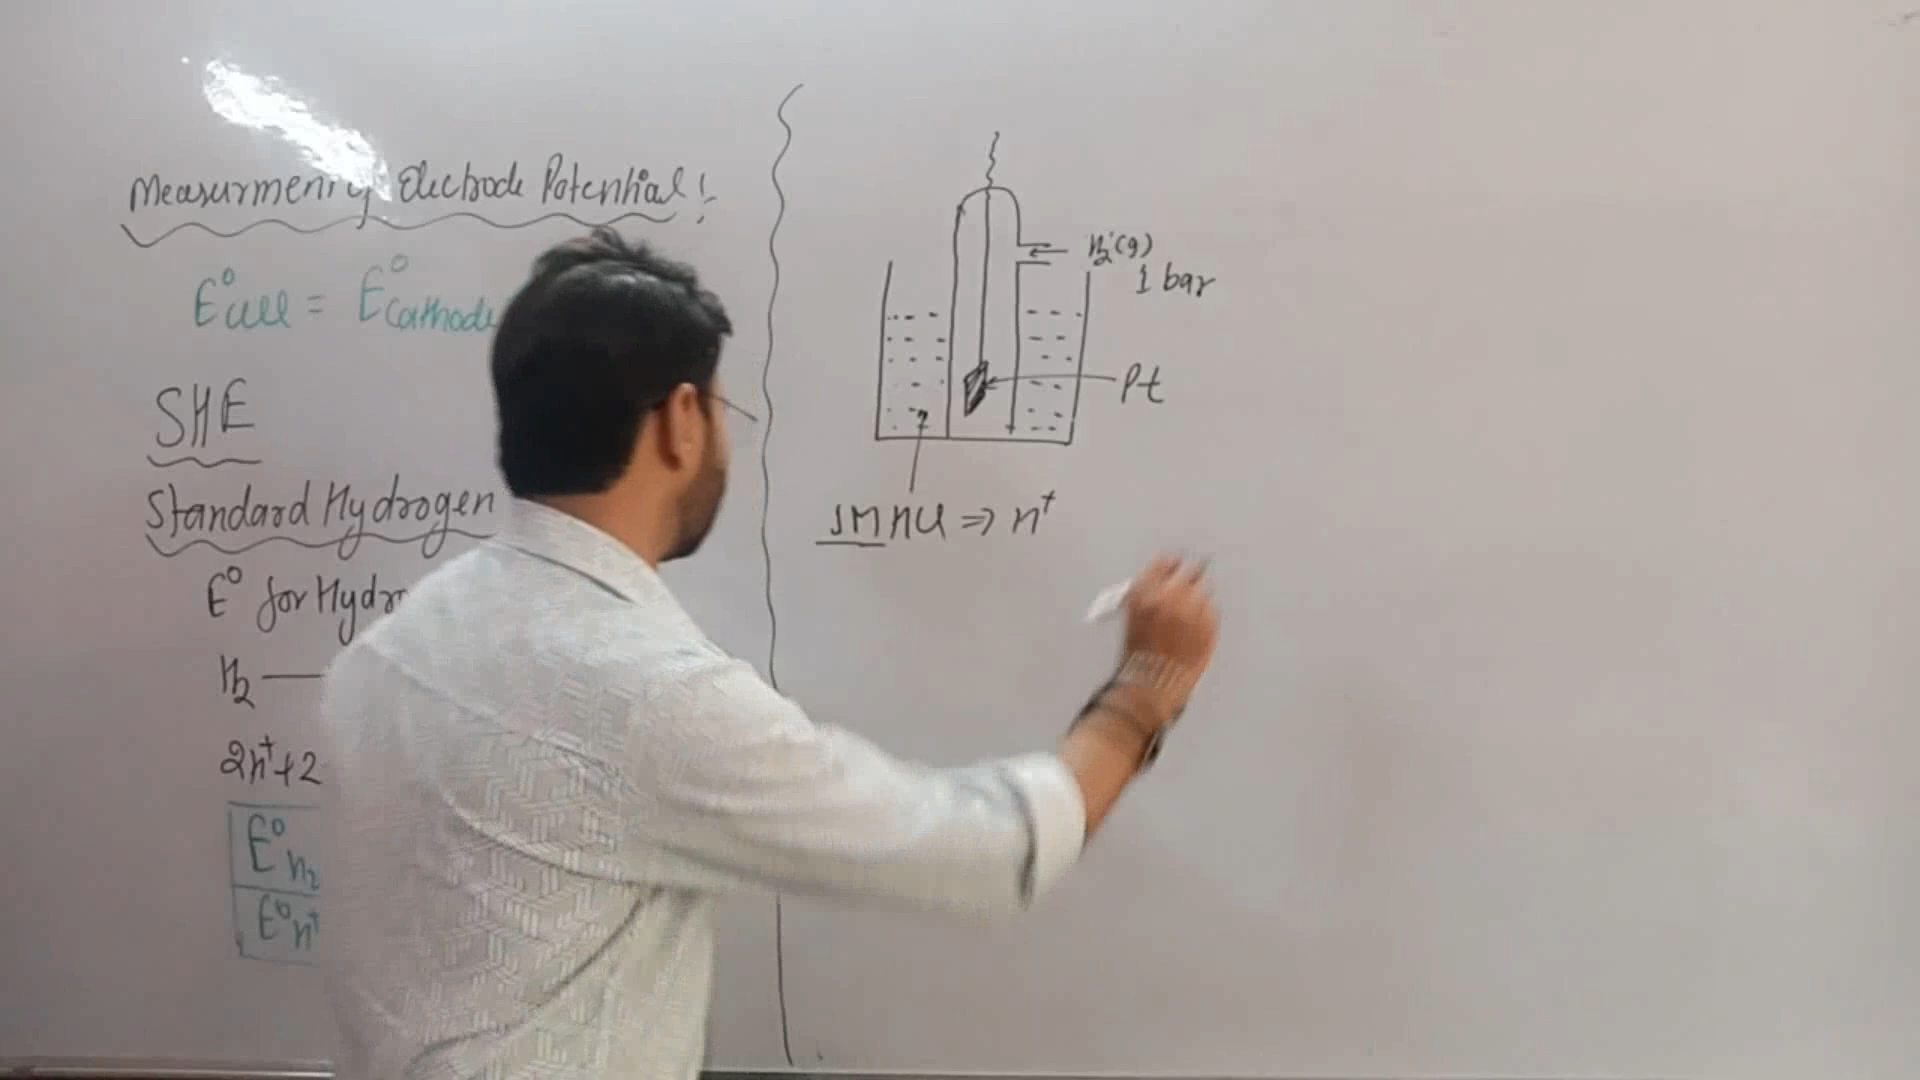 Measurment of Electrode Potential :-
E°cell = E°Cathode
SHE
Standard Hydrogen
E° for Hydro
H2
2H+ + 2
E°H2
E°H+
H2(g)
1 bar
Pt
1M HCl ⇒ H+